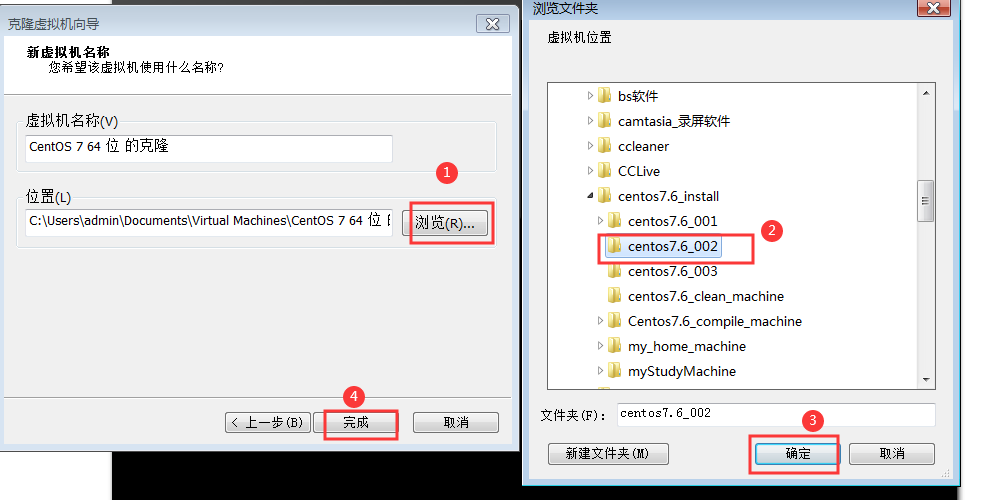 克隆虚拟机向导
新虚拟机名称
您希望该虚拟机使用什么名称?
虚拟机名称(V)
CentOS 7 64 位 的克隆
1
位置(L)
C:\Users\admin\Documents\Virtual Machines\CentOS 7 64 位
浏览(R)...
4
< 上一步(B)
完成
取消
浏览文件夹
虚拟机位置
bs软件
camtasia_录屏软件
ccleaner
CCLive
centos7.6_install
centos7.6_001
2
centos7.6_002
centos7.6_003
centos7.6_clean_machine
Centos7.6_compile_machine
my_home_machine
myStudyMachine
文件夹(F):
centos7.6_002
3
新建文件夹(M)
确定
取消